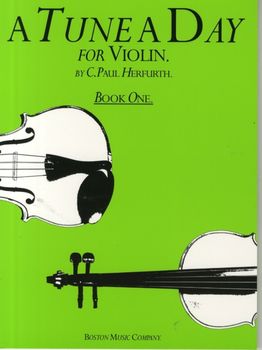 A TUNE A DAY
FOR VIOLIN.
BY C. PAUL HERFURTH.
BOOK ONE.
BOSTON MUSIC COMPANY